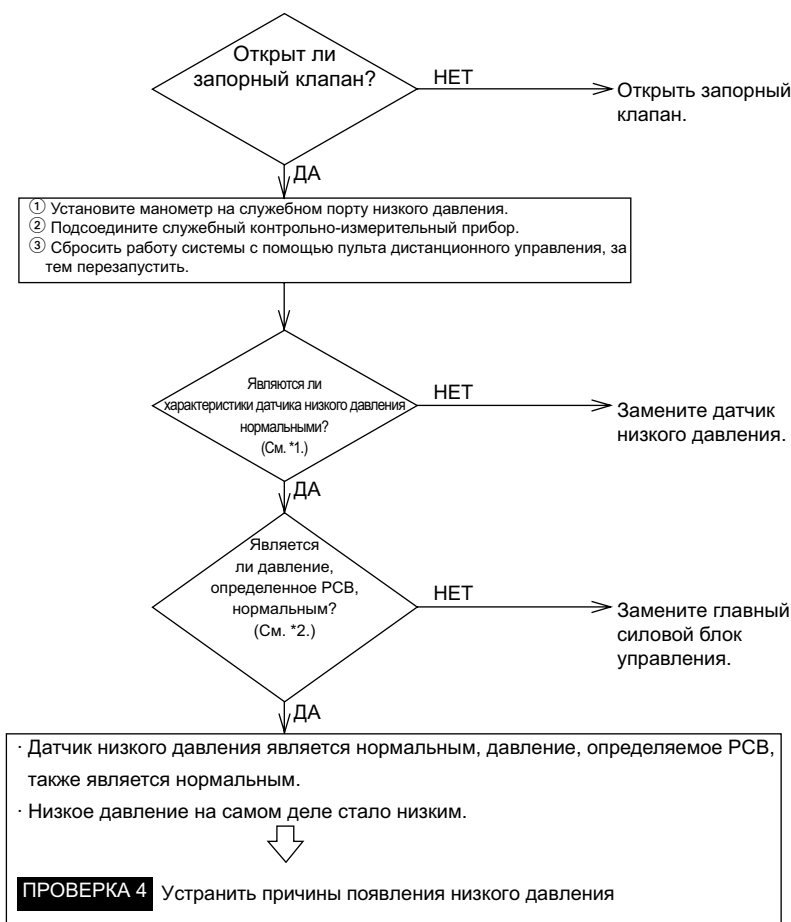 Открыт ли
запорный клапан?
НЕТ
Открыть запорный
клапан.
ДА
① Установите манометр на служебном порту низкого давления.
② Подсоедините служебный контрольно-измерительный прибор.
③ Сбросить работу системы с помощью пульта дистанционного управления, за
тем перезапустить.
Являются ли
характеристики датчика низкого давления
нормальными?
(См. *1.)
НЕТ
Замените датчик
низкого давления.
ДА
Является
ли давление,
определенное PCB,
нормальным?
(См. *2.)
НЕТ
Замените главный
силовой блок
управления.
ДА
· Датчик низкого давления является нормальным, давление, определяемое PCB,
также является нормальным.
· Низкое давление на самом деле стало низким.
ПРОВЕРКА 4 Устранить причины появления низкого давления